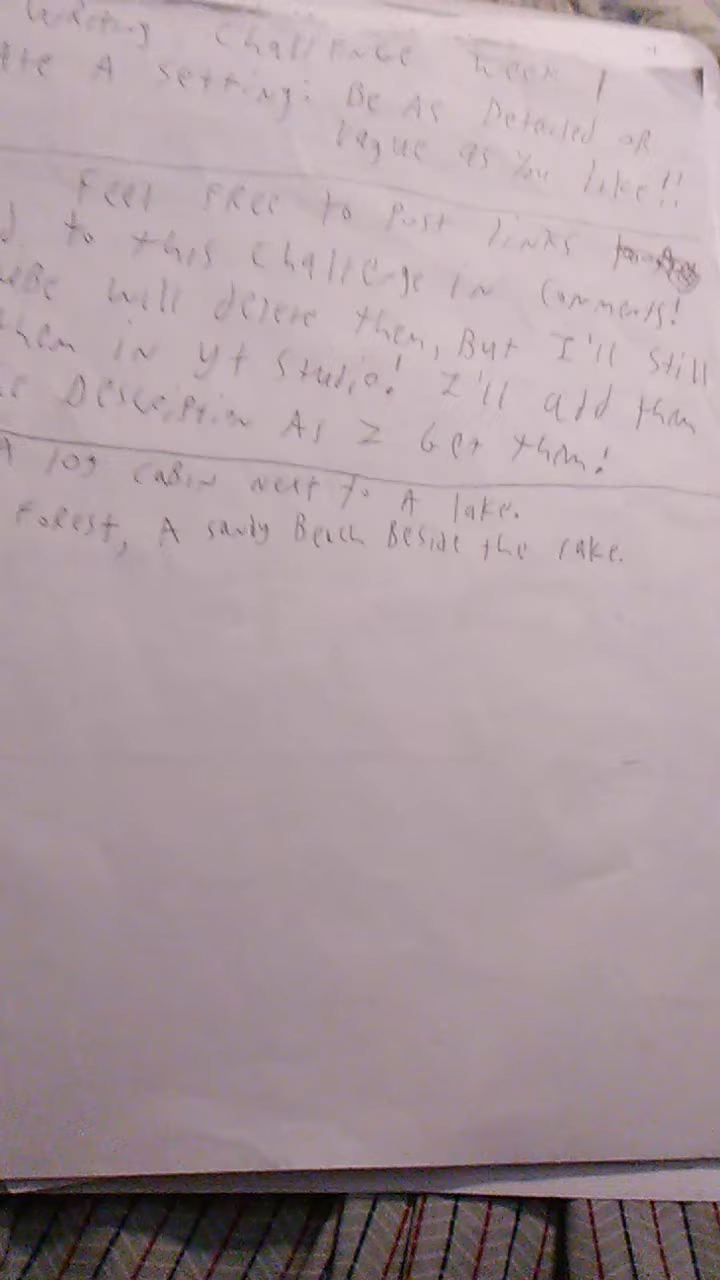 Writing Challenge Week 1
A setting: Be As Detailed OR
Vague as You like!!
Feel FRee to Post links
to this Challenge in Comments!
will delete them, But I'll still
them in yt Studio! I'll add them
Description As I Get them!
A log cabin next to A lake.
FoRest, A sandy Beach Beside the lake.